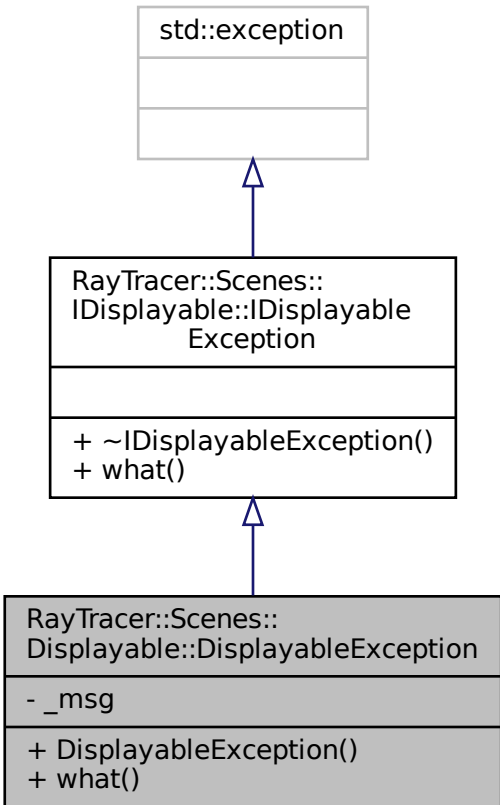 std::exception
RayTracer::Scenes::
IDisplayable::IDisplayable
Exception
+ ~IDisplayableException()
+ what()
RayTracer::Scenes::
Displayable::DisplayableException
- _msg
+ DisplayableException()
+ what()